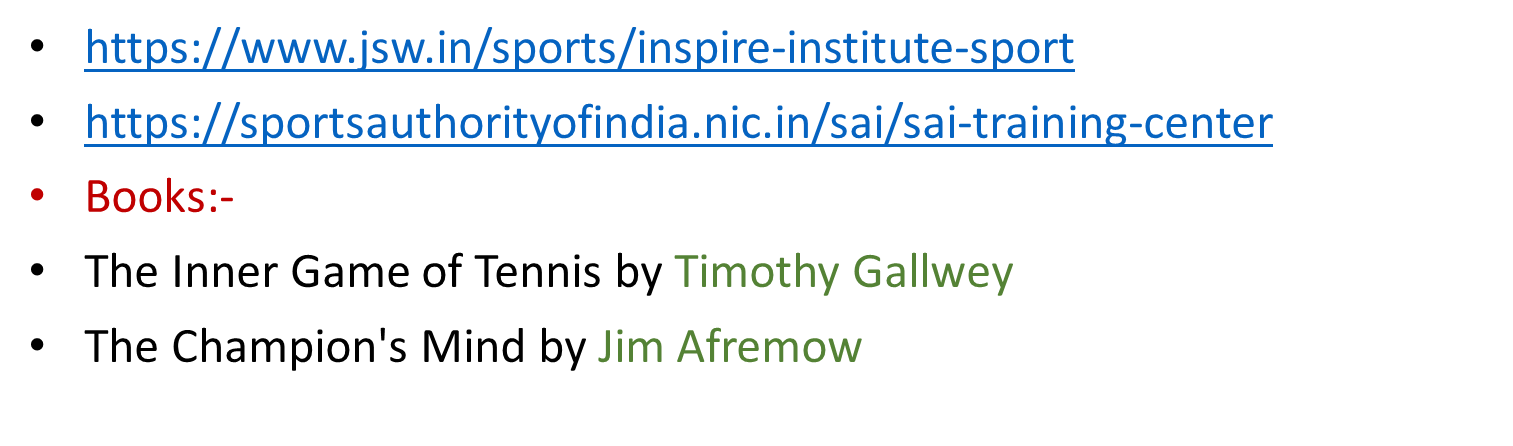 • https://www.jsw.in/sports/inspire-institute-sport
• https://sportsauthorityofindia.nic.in/sai/sai-training-center
• Books:-
• The Inner Game of Tennis by Timothy Gallwey
• The Champion's Mind by Jim Afremow